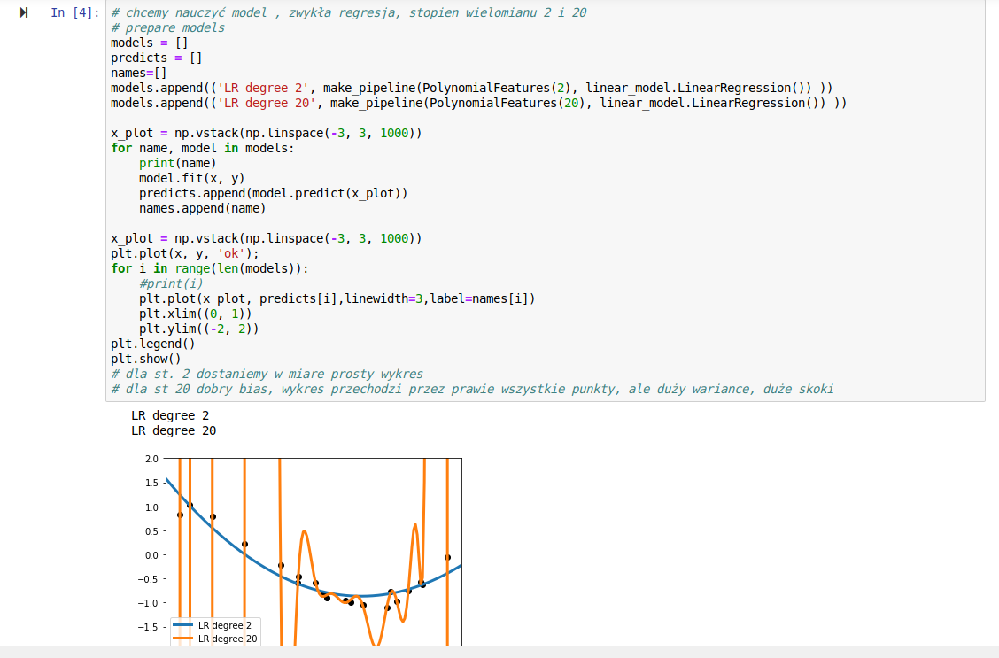 In [4]:
# chcemy nauczyć model , zwykła regresja, stopien wielomianu 2 i 20
# prepare models
models = []
predicts = []
names=[]
models.append(('LR degree 2', make_pipeline(PolynomialFeatures(2), linear_model.LinearRegression()) ))
models.append(('LR degree 20', make_pipeline(PolynomialFeatures(20), linear_model.LinearRegression()) ))

x_plot = np.vstack(np.linspace(-3, 3, 1000))
for name, model in models:
    print(name)
    model.fit(x, y)
    predicts.append(model.predict(x_plot))
    names.append(name)

x_plot = np.vstack(np.linspace(-3, 3, 1000))
plt.plot(x, y, 'ok');
for i in range(len(models)):
    #print(i)
    plt.plot(x_plot, predicts[i],linewidth=3,label=names[i])
    plt.xlim((0, 1))
    plt.ylim((-2, 2))
plt.legend()
plt.show()
# dla st. 2 dostaniemy w miare prosty wykres
# dla st 20 dobry bias, wykres przechodzi przez prawie wszystkie punkty, ale duży wariance, duże skoki
LR degree 2
LR degree 20
2.0
1.5
1.0
0.5
0.0
−0.5
−1.0
−1.5
LR degree 2
LR degree 20